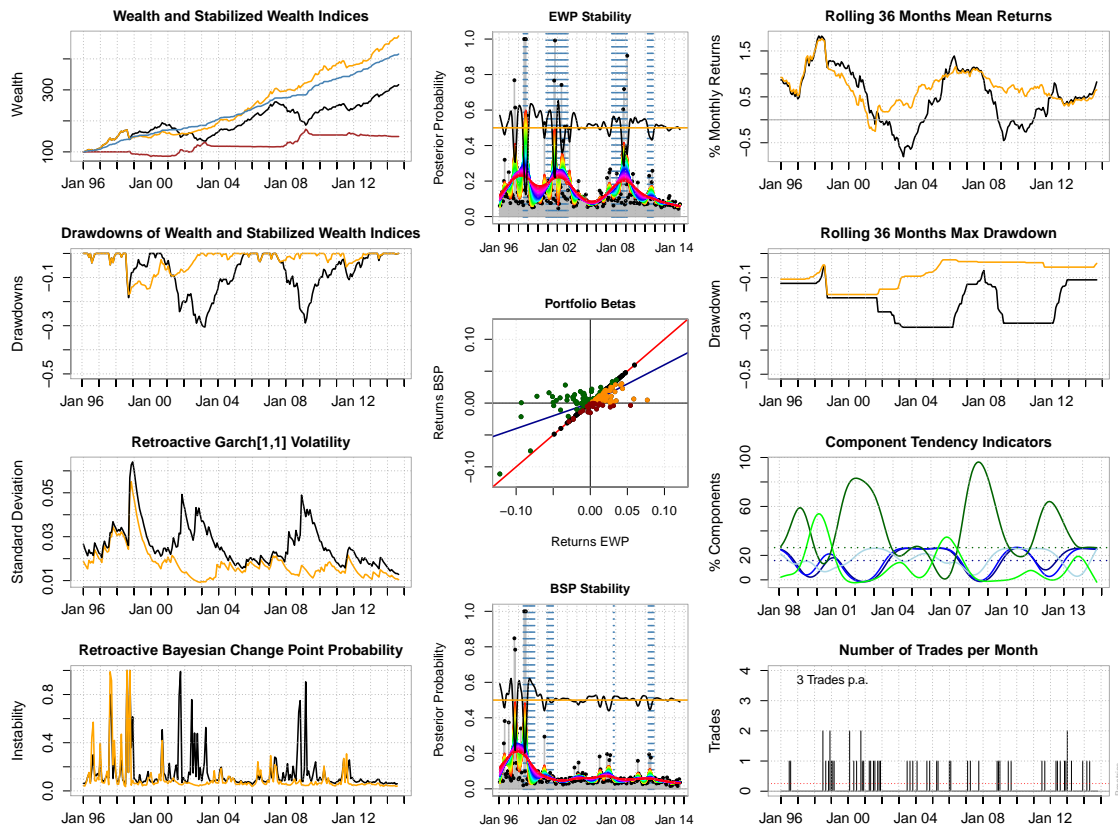 Wealth and Stabilized Wealth Indices
Wealth
100 300
Jan 96 Jan 00 Jan 04 Jan 08 Jan 12
Drawdowns of Wealth and Stabilized Wealth Indices
Drawdowns
-0.5 -0.3 -0.1
Jan 96 Jan 00 Jan 04 Jan 08 Jan 12
Retroactive Garch[1,1] Volatility
Standard Deviation
0.01 0.03 0.05
Jan 96 Jan 00 Jan 04 Jan 08 Jan 12
Retroactive Bayesian Change Point Probability
Instability
0.0 0.4 0.8
Jan 96 Jan 00 Jan 04 Jan 08 Jan 12
EWP Stability
Posterior Probability
0.0 0.2 0.4 0.6 0.8 1.0
Jan 96 Jan 02 Jan 08 Jan 14
Portfolio Betas
Returns BSP
-0.10 0.00 0.10
-0.10 0.00 0.05 0.10
Returns EWP
BSP Stability
Posterior Probability
0.0 0.2 0.4 0.6 0.8 1.0
Jan 96 Jan 02 Jan 08 Jan 14
Rolling 36 Months Mean Returns
% Monthly Returns
-0.5 0.5 1.5
Jan 96 Jan 00 Jan 04 Jan 08 Jan 12
Rolling 36 Months Max Drawdown
Drawdown
-0.5 -0.3 -0.1
Jan 96 Jan 00 Jan 04 Jan 08 Jan 12
Component Tendency Indicators
% Components
0 20 60 100
Jan 98 Jan 01 Jan 04 Jan 07 Jan 10 Jan 13
Number of Trades per Month
3 Trades p.a.
Trades
0 1 2 3 4
Jan 96 Jan 00 Jan 04 Jan 08 Jan 12